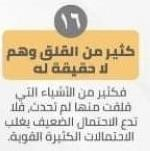 ١٦
كثير من القلق وهم
لا حقيقة له
فكثير من الأشياء التي
قلقت منها لم تحدث، فلا
تدع الاحتمال الضعيف يغلب
الاحتمالات الكثيرة القوية.